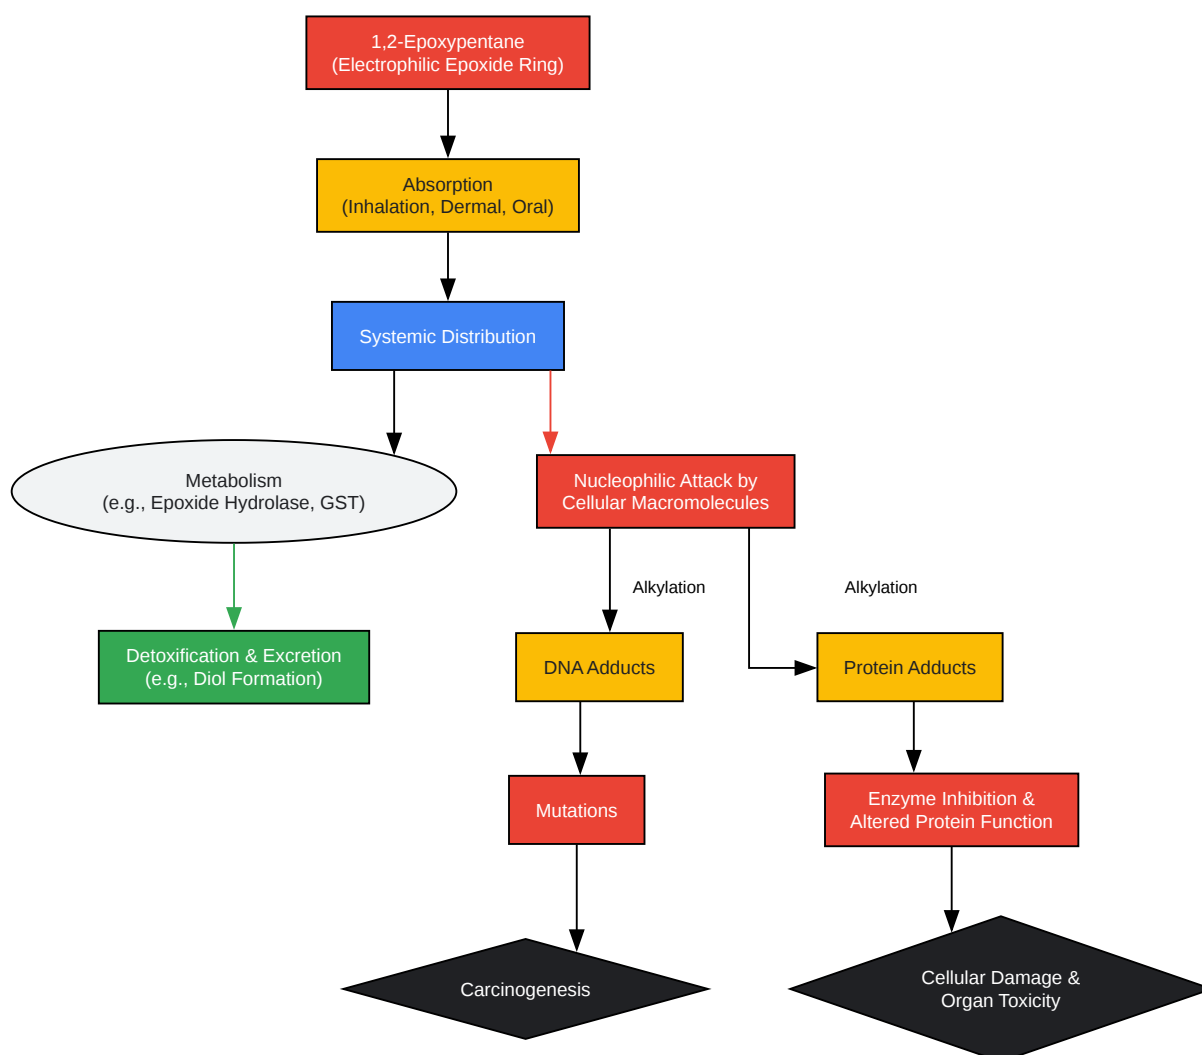 1,2-Epoxypentane
(Electrophilic Epoxide Ring)
Absorption
(Inhalation, Dermal, Oral)
Systemic Distribution
Metabolism
(e.g., Epoxide Hydrolase, GST)
Nucleophilic Attack by
Cellular Macromolecules
Alkylation
Alkylation
Detoxification & Excretion
(e.g., Diol Formation)
DNA Adducts
Protein Adducts
Mutations
Enzyme Inhibition &
Altered Protein Function
Carcinogenesis
Cellular Damage &
Organ Toxicity